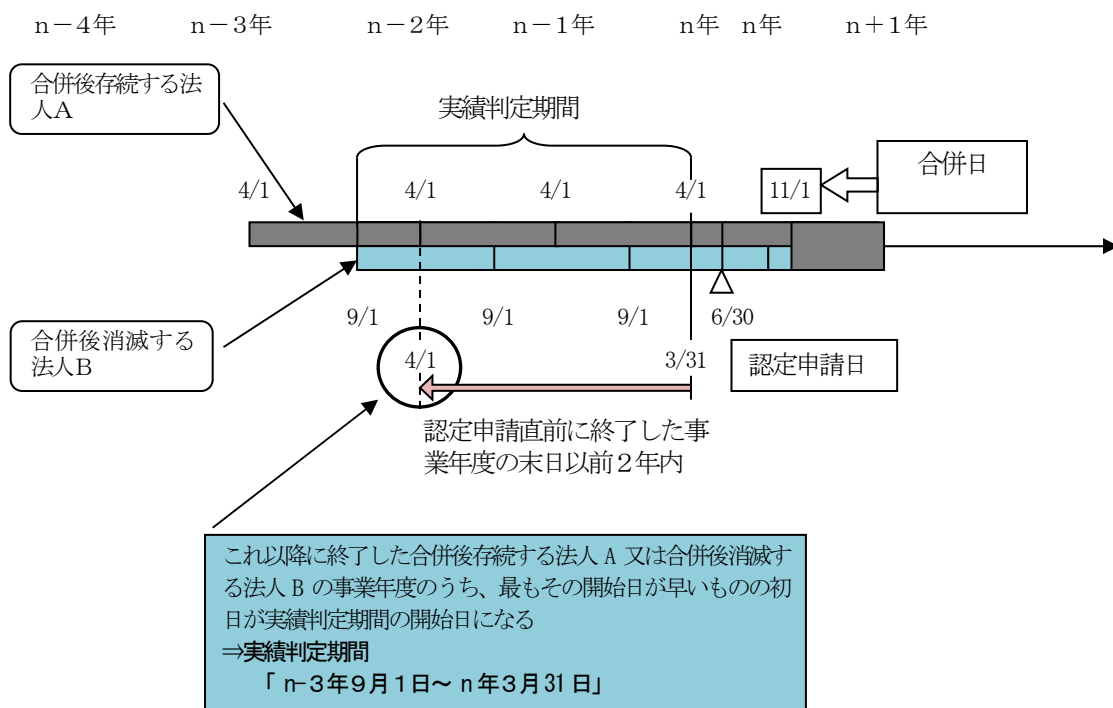 n－4年 n－3年 n－2年 n－1年 n年 n年 n＋1年
合併後存続する法
人A
実績判定期間
合併日
4/1 4/1 4/1 4/1 11/1
9/1 9/1 9/1 6/30
合併後消滅する
法人B
4/1 3/31 認定申請日
認定申請直前に終了した事
業年度の末日以前２年内
これ以降に終了した合併後存続する法人 A 又は合併後消滅す
る法人 B の事業年度のうち、最もその開始日が早いものの初
日が実績判定期間の開始日になる
⇒実績判定期間
「 n-3年９月１日～ n 年３月 31 日」